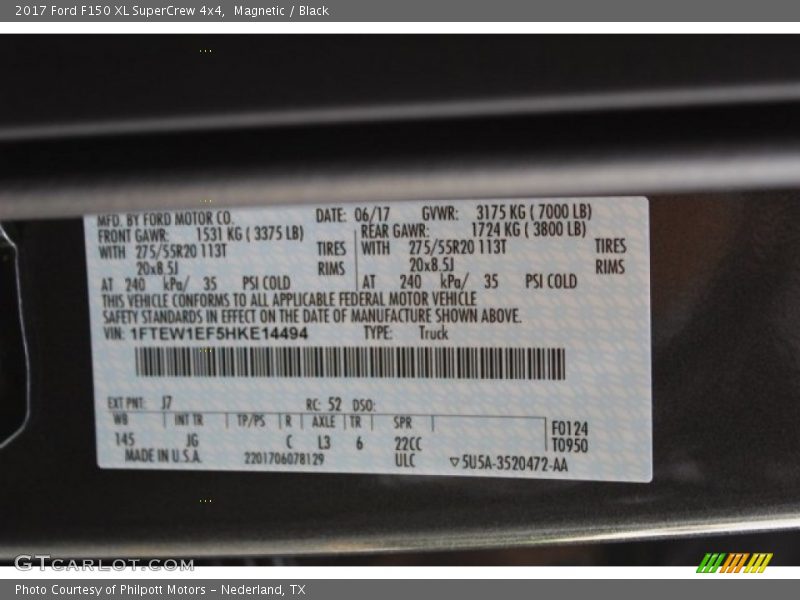 2017 Ford F150 XL SuperCrew 4x4, Magnetic / Black
MFD. BY FORD MOTOR CO. DATE: 06/17 GVWR: 3175 KG ( 7000 LB)
FRONT GAWR: 1531 KG ( 3375 LB) REAR GAWR: 1724 KG ( 3800 LB)
WITH 275/55R20 113T TIRES WITH 275/55R20 113T TIRES
20x8.5J RIMS 20x8.5J RIMS
AT 240 kPa/ 35 PSI COLD AT 240 kPa/ 35 PSI COLD
THIS VEHICLE CONFORMS TO ALL APPLICABLE FEDERAL MOTOR VEHICLE
SAFETY STANDARDS IN EFFECT ON THE DATE OF MANUFACTURE SHOWN ABOVE.
VIN: 1FTEW1EF5HKE14494 TYPE: Truck
EXT PNT: J7 RC: 52 DSO:
WB INT TR TP/PS R AXLE TR SPR F0124
145 JG C L3 6 22CC T0950
MADE IN U.S.A. 2201706078129 ULC ▽5U5A-3520472-AA
GTCARLOT.COM
Photo Courtesy of Philpott Motors - Nederland, TX